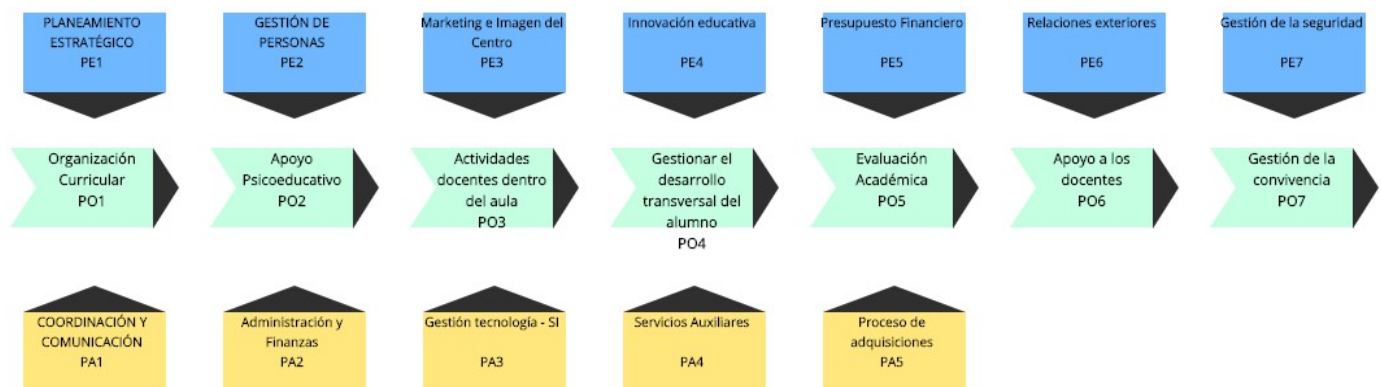 PLANEAMIENTO
ESTRATÉGICO
PE1
GESTIÓN DE
PERSONAS
PE2
Marketing e Imagen del
Centro
PE3
Innovación educativa
PE4
Presupuesto Financiero
PE5
Relaciones exteriores
PE6
Gestión de la seguridad
PE7
Organización
Curricular
PO1
Apoyo
Psicoeducativo
PO2
Actividades
docentes dentro
del aula
PO3
Gestionar el
desarrollo
transversal del
alumno
PO4
Evaluación
Académica
PO5
Apoyo a los
docentes
PO6
Gestión de la
convivencia
PO7
COORDINACIÓN Y
COMUNICACIÓN
PA1
Administración y
Finanzas
PA2
Gestión tecnología - SI
PA3
Servicios Auxiliares
PA4
Proceso de
adquisiciones
PA5